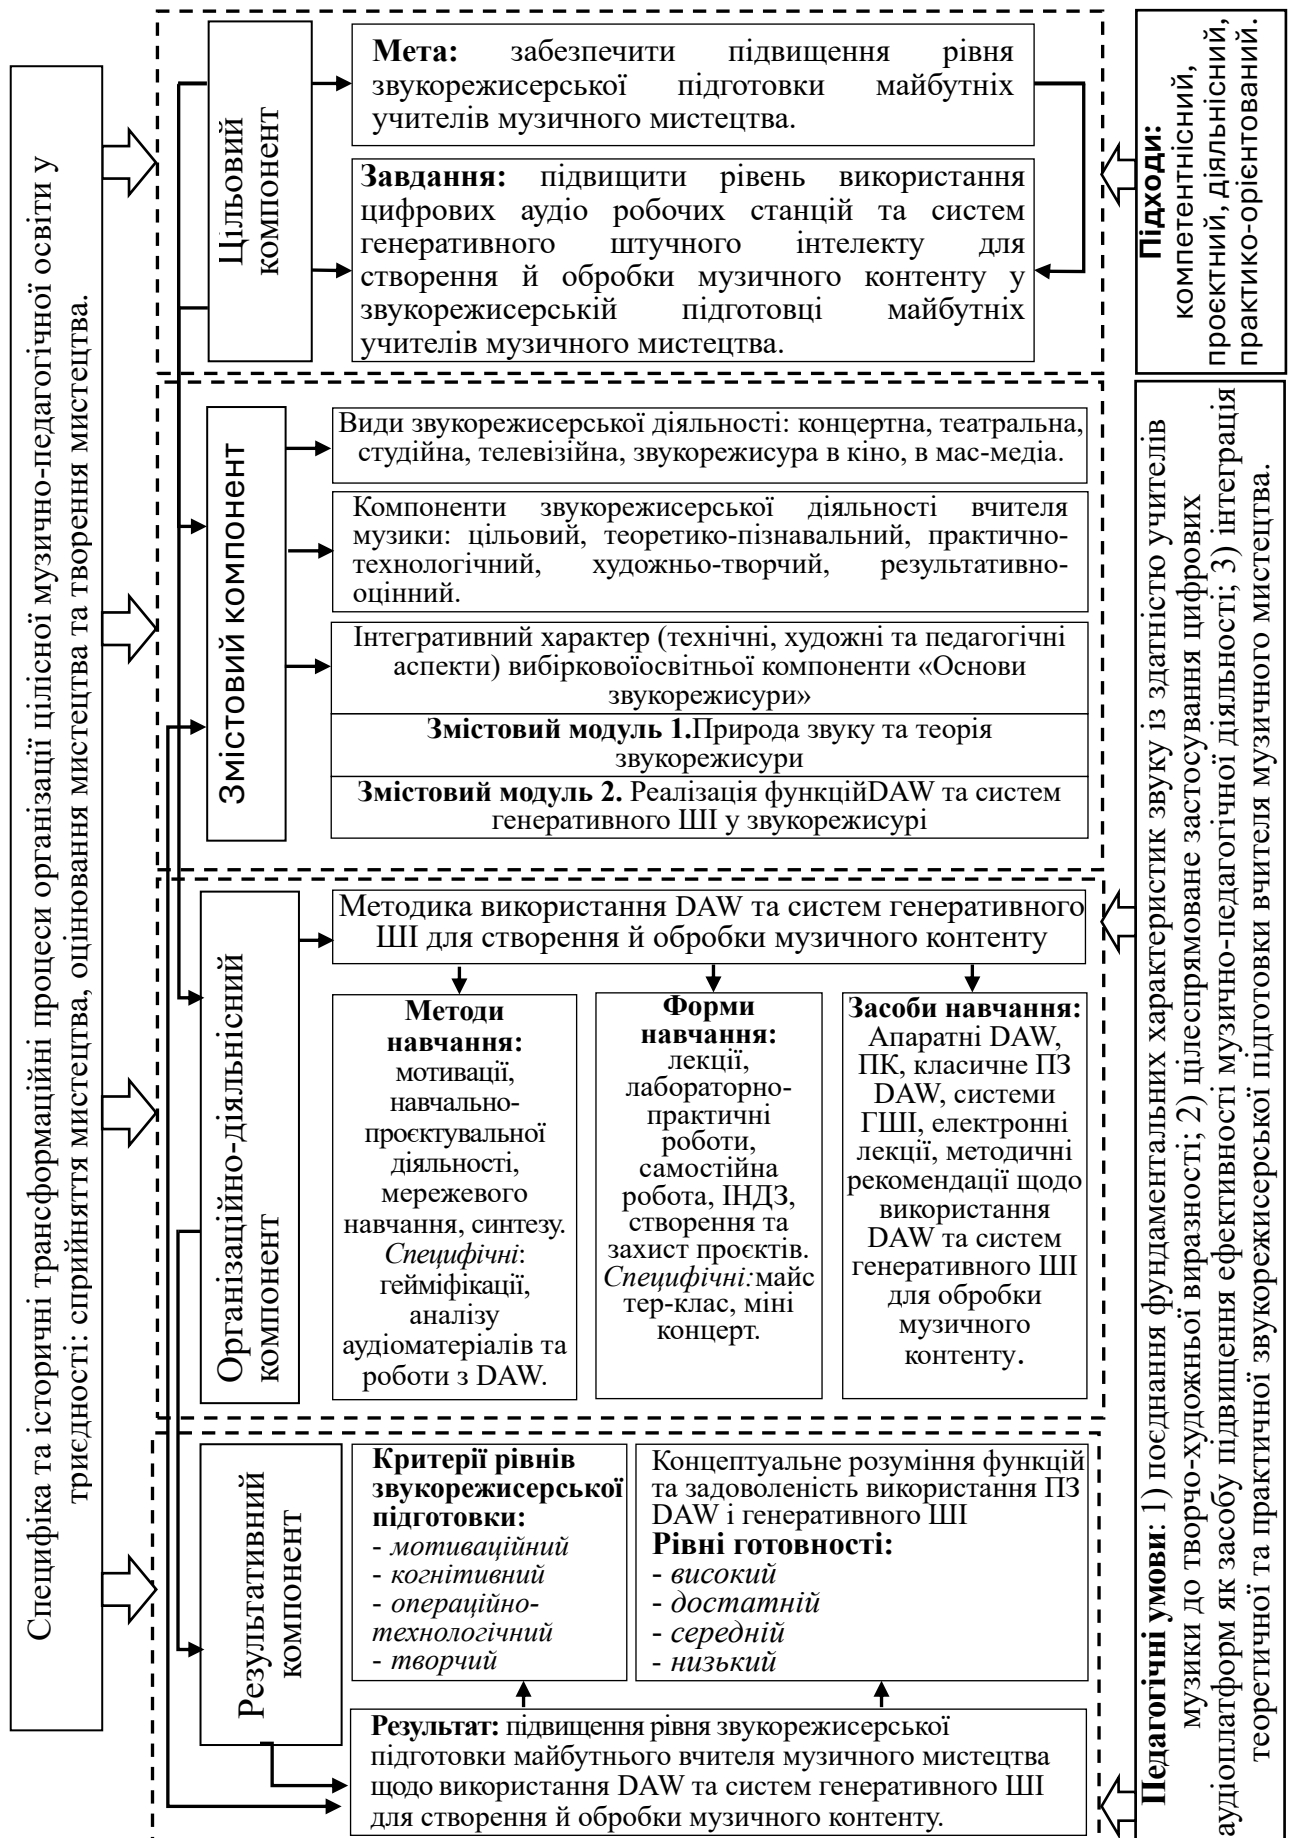 Специфіка та історичні трансформаційні процеси організації цілісної музично-педагогічної освіти у
триєдності: сприйняття мистецтва, оцінювання мистецтва та творення мистецтва.
Цільовий
компонент
Мета: забезпечити підвищення рівня
звукорежисерської підготовки майбутніх
учителів музичного мистецтва.
Завдання: підвищити рівень використання
цифрових аудіо робочих станцій та систем
генеративного штучного інтелекту для
створення й обробки музичного контенту у
звукорежисерській підготовці майбутніх
учителів музичного мистецтва.
Підходи:
компетентнісний,
проєктний, діяльнісний,
практико-орієнтований.
Змістовий компонент
Види звукорежисерської діяльності: концертна, театральна,
студійна, телевізійна, звукорежисура в кіно, в мас-медіа.
Компоненти звукорежисерської діяльності вчителя
музики: цільовий, теоретико-пізнавальний, практично-
технологічний, художньо-творчий, результативно-
оцінний.
Інтегративний характер (технічні, художні та педагогічні
аспекти) вибірковоїосвітньої компоненти «Основи
звукорежисури»
Змістовий модуль 1.Природа звуку та теорія
звукорежисури
Змістовий модуль 2. Реалізація функційDAW та систем
генеративного ШІ у звукорежисурі
Організаційно-діяльнісний
компонент
Методика використання DAW та систем генеративного
ШІ для створення й обробки музичного контенту
Методи
навчання:
мотивації,
навчально-
проєктувальної
діяльності,
мережевого
навчання, синтезу.
Специфічні:
гейміфікації,
аналізу
аудіоматеріалів та
роботи з DAW.
Форми
навчання:
лекції,
лабораторно-
практичні
роботи,
самостійна
робота, ІНДЗ,
створення та
захист проєктів.
Специфічні:майс
тер-клас, міні
концерт.
Засоби навчання:
Апаратні DAW,
ПК, класичне ПЗ
DAW, системи
ГШІ, електронні
лекції, методичні
рекомендації щодо
використання
DAW та систем
генеративного ШІ
для обробки
музичного
контенту.
Результативний
компонент
Критерії рівнів
звукорежисерської
підготовки:
- мотиваційний
- когнітивний
- операційно-
технологічний
- творчий
Концептуальне розуміння функцій
та задоволеність використання ПЗ
DAW і генеративного ШІ
Рівні готовності:
- високий
- достатній
- середній
- низький
Результат: підвищення рівня звукорежисерської
підготовки майбутнього вчителя музичного мистецтва
щодо використання DAW та систем генеративного ШІ
для створення й обробки музичного контенту.
Педагогічні умови: 1) поєднання фундаментальних характеристик звуку із здатністю учителів
музики до творчо-художньої виразності; 2) цілеспрямоване застосування цифрових
аудіоплатформ як засобу підвищення ефективності музично-педагогічної діяльності; 3) інтеграція
теоретичної та практичної звукорежисерської підготовки вчителя музичного мистецтва.